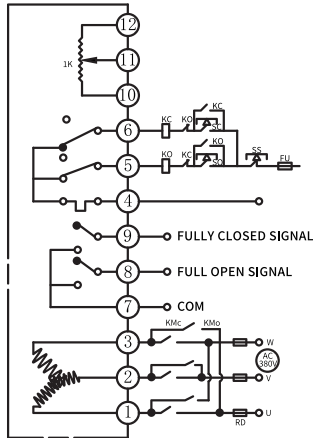 12
1K
11
10
KC
6 KC KO SC
KO
5 KO KC SO SS FU
4
9 FULLY CLOSED SIGNAL
8 FULL OPEN SIGNAL
7 COM
KMc KMo
3 W
AC
380V
2 V
1 RD U